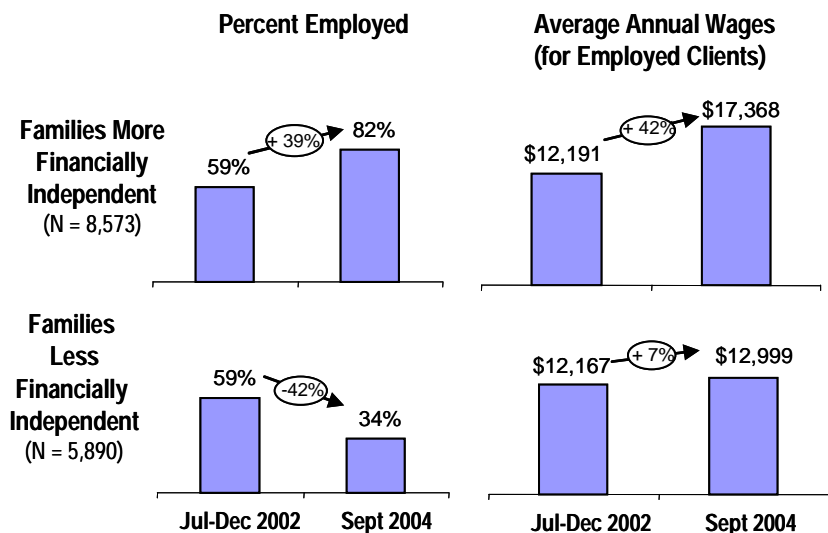 Percent Employed
Average Annual Wages
(for Employed Clients)
Families More
Financially
Independent
(N = 8,573)
59%
+ 39%
82%
$12,191
+ 42%
$17,368
Families
Less
Financially
Independent
(N = 5,890)
59%
-42%
34%
$12,167
+ 7%
$12,999
Jul-Dec 2002
Sept 2004
Jul-Dec 2002
Sept 2004